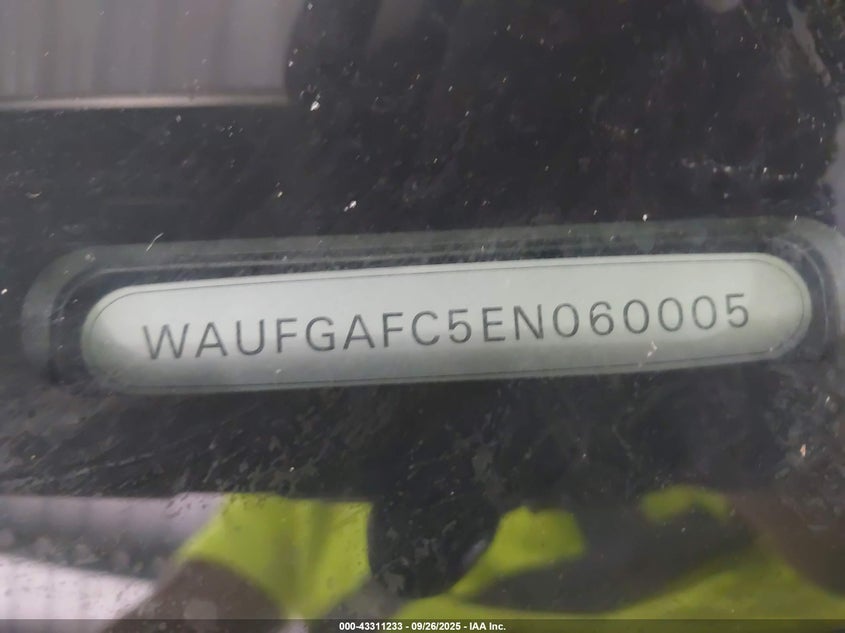 WAUFGAFC5EN060005
000-43311233 - 09/26/2025 - IAA Inc.